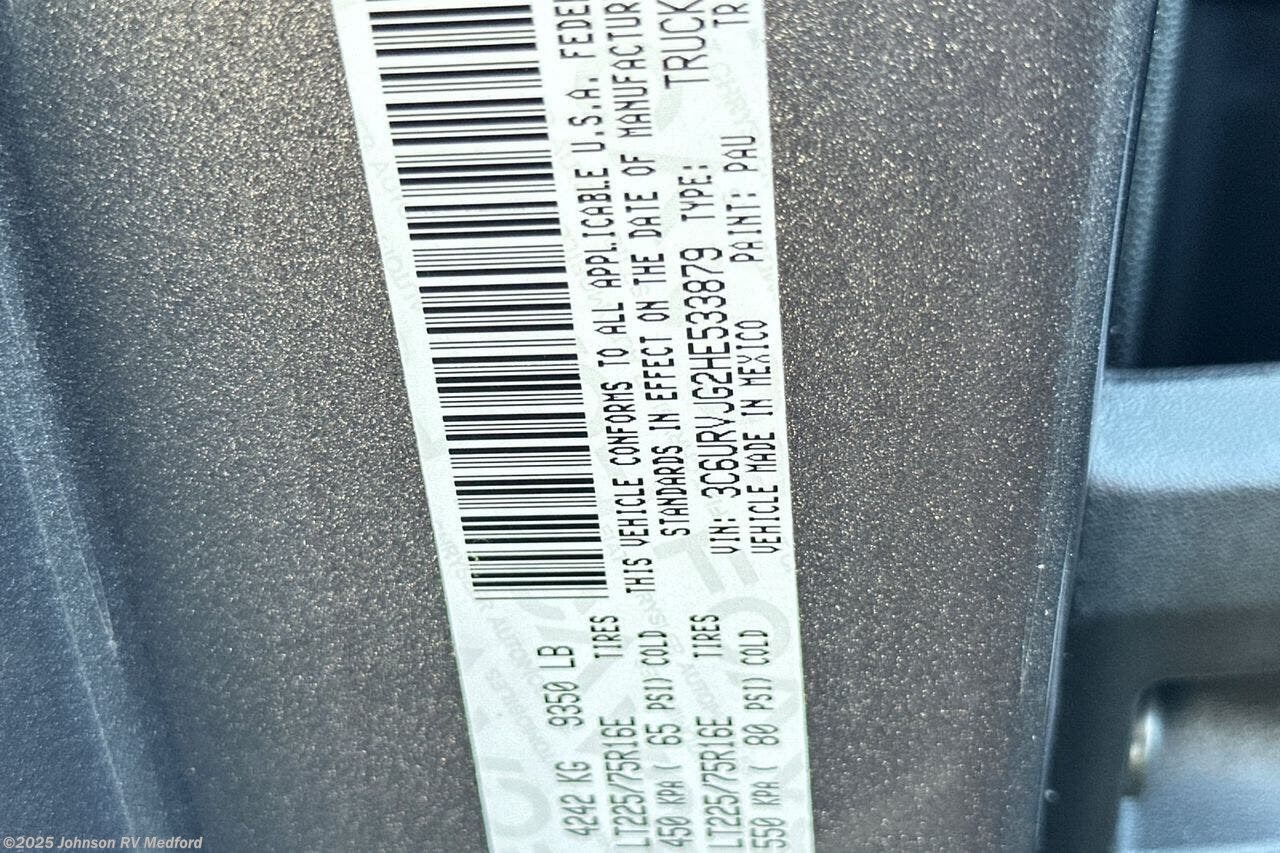 4242 KG 9350 LB
LT225/75R16E TIRES
450 KPA ( 65 PSI) COLD
LT225/75R16E TIRES
550 KPA ( 80 PSI) COLD
THIS VEHICLE CONFORMS TO ALL APPLICABLE U.S.A. FEDE
STANDARDS IN EFFECT ON THE DATE OF MANUFACTUR
VIN: 3C6URVJG2HE533879 TYPE: TRUCK
VEHICLE MADE IN MEXICO PAINT: PAU TR
©2025 Johnson RV Medford